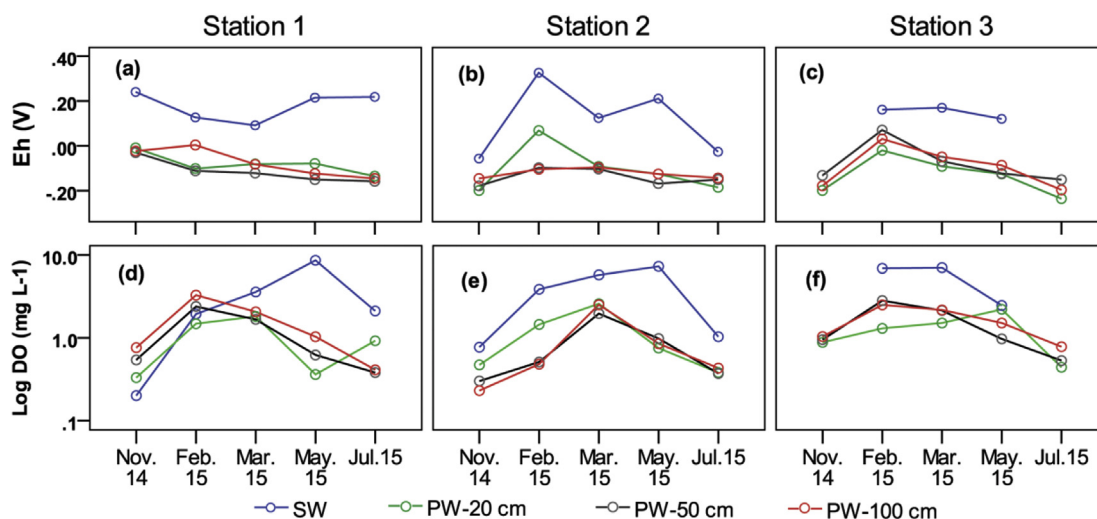 Station 1 Station 2 Station 3
.40
.20
.00
-.20
Eh (V)
(a) (b) (c)
10.0
1.0
.1
Log DO (mg L-1)
(d) (e) (f)
Nov. Feb. Mar. May. Jul.15 Nov. Feb. Mar. May. Jul.15 Nov. Feb. Mar. May. Jul.15
14 15 15 15 14 15 15 15 14 15 15 15
SW PW-20 cm PW-50 cm PW-100 cm